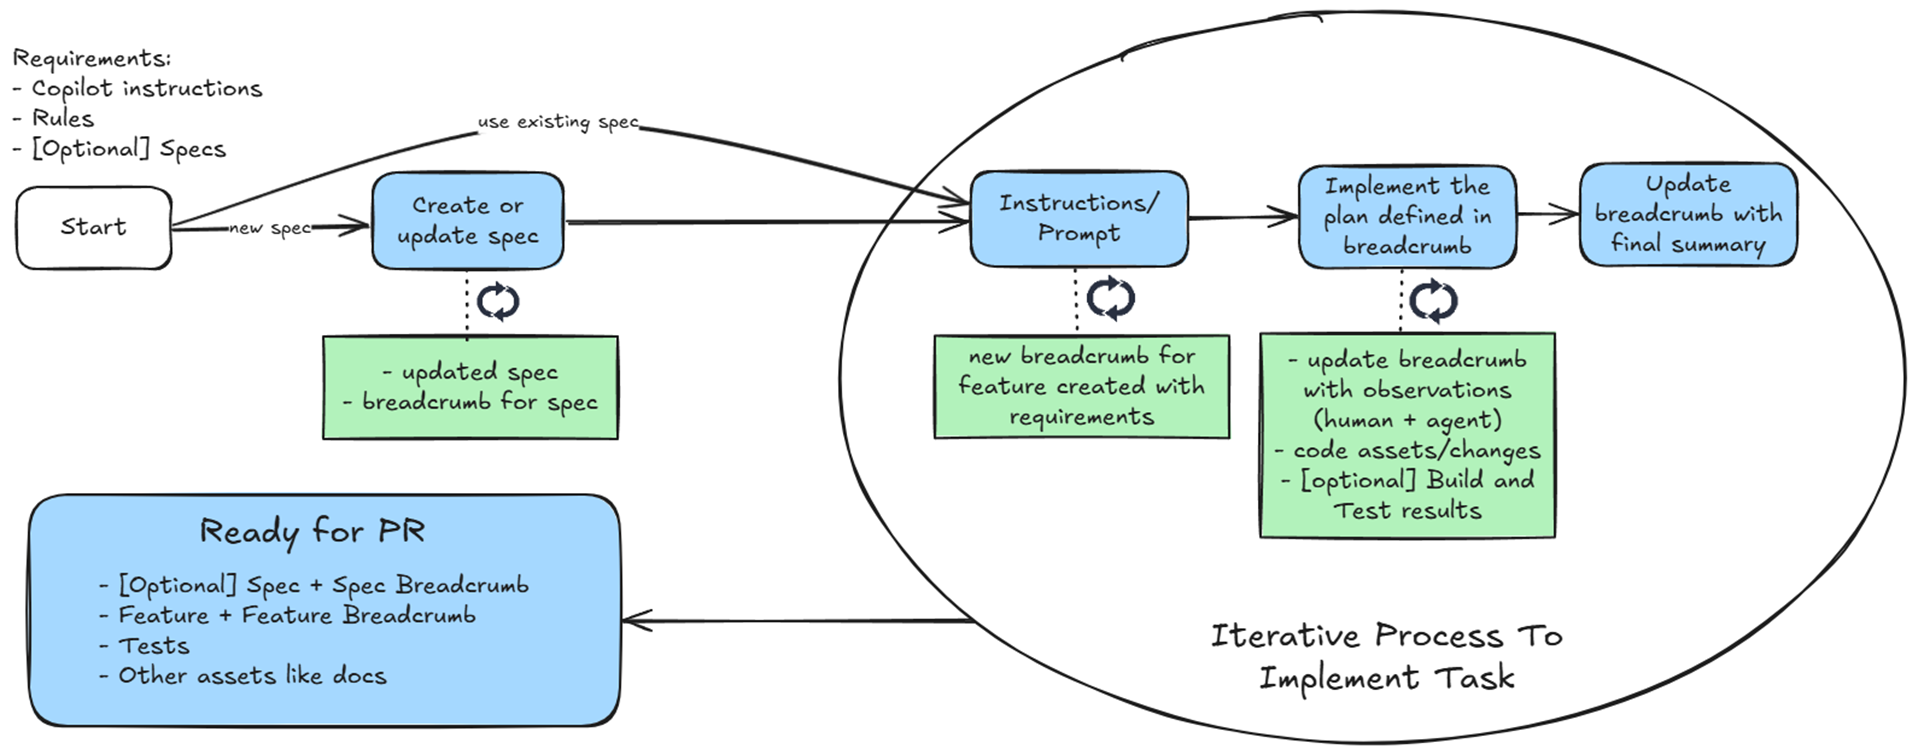 Requirements:
- Copilot instructions
- Rules
- [Optional] Specs
use existing spec
Start
new spec
Create or
update spec
Instructions/
Prompt
Implement the
plan defined in
breadcrumb
Update
breadcrumb with
final summary
- updated spec
- breadcrumb for spec
new breadcrumb for
feature created with
requirements
- update breadcrumb
with observations
(human + agent)
- code assets/changes
- [optional] Build and
Test results
Ready for PR
- [Optional] Spec + Spec Breadcrumb
- Feature + Feature Breadcrumb
- Tests
- Other assets like docs
Iterative Process To
Implement Task